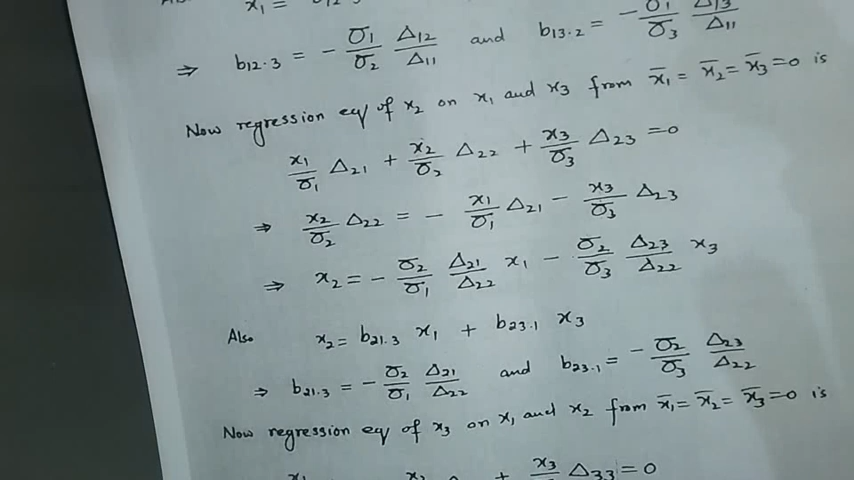 x₁ =
⇒ b₁₂.₃ = - σ₁/σ₂ Δ₁₂/Δ₁₁ and b₁₃.₂ = - σ₁/σ₃ Δ₁₃/Δ₁₁
Now regression eqⁿ of x₂ on x₁ and x₃ from x̄₁ = x̄₂ = x̄₃ = 0 is
x₁/σ₁ Δ₂₁ + x₂/σ₂ Δ₂₂ + x₃/σ₃ Δ₂₃ = 0
⇒ x₂/σ₂ Δ₂₂ = - x₁/σ₁ Δ₂₁ - x₃/σ₃ Δ₂₃
⇒ x₂ = - σ₂/σ₁ Δ₂₁/Δ₂₂ x₁ - σ₂/σ₃ Δ₂₃/Δ₂₂ x₃
Also x₂ = b₂₁.₃ x₁ + b₂₃.₁ x₃
⇒ b₂₁.₃ = - σ₂/σ₁ Δ₂₁/Δ₂₂ and b₂₃.₁ = - σ₂/σ₃ Δ₂₃/Δ₂₂
Now regression eqⁿ of x₃ on x₁ and x₂ from x̄₁ = x̄₂ = x̄₃ = 0 is
x₁ x₂ + x₃ Δ₃₃ = 0